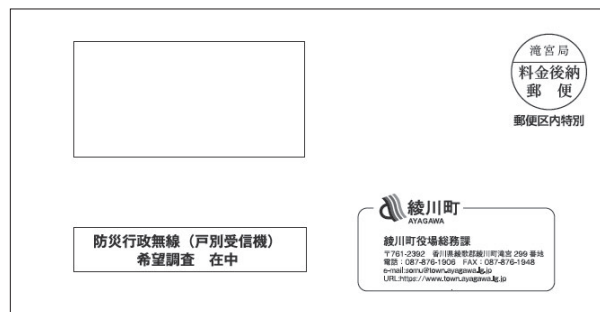 滝宮局
料金後納
郵 便
郵便区内特別
綾川町
AYAGAWA
防災行政無線（戸別受信機）
希望調査 在中
綾川町役場総務課
〒761-2392 香川県綾歌郡綾川町滝宮 299 番地
電話：087-876-1906 FAX：087-876-1948
e-mail:somu@town.ayagawa.lg.jp
URL:https://www.town.ayagawa.lg.jp